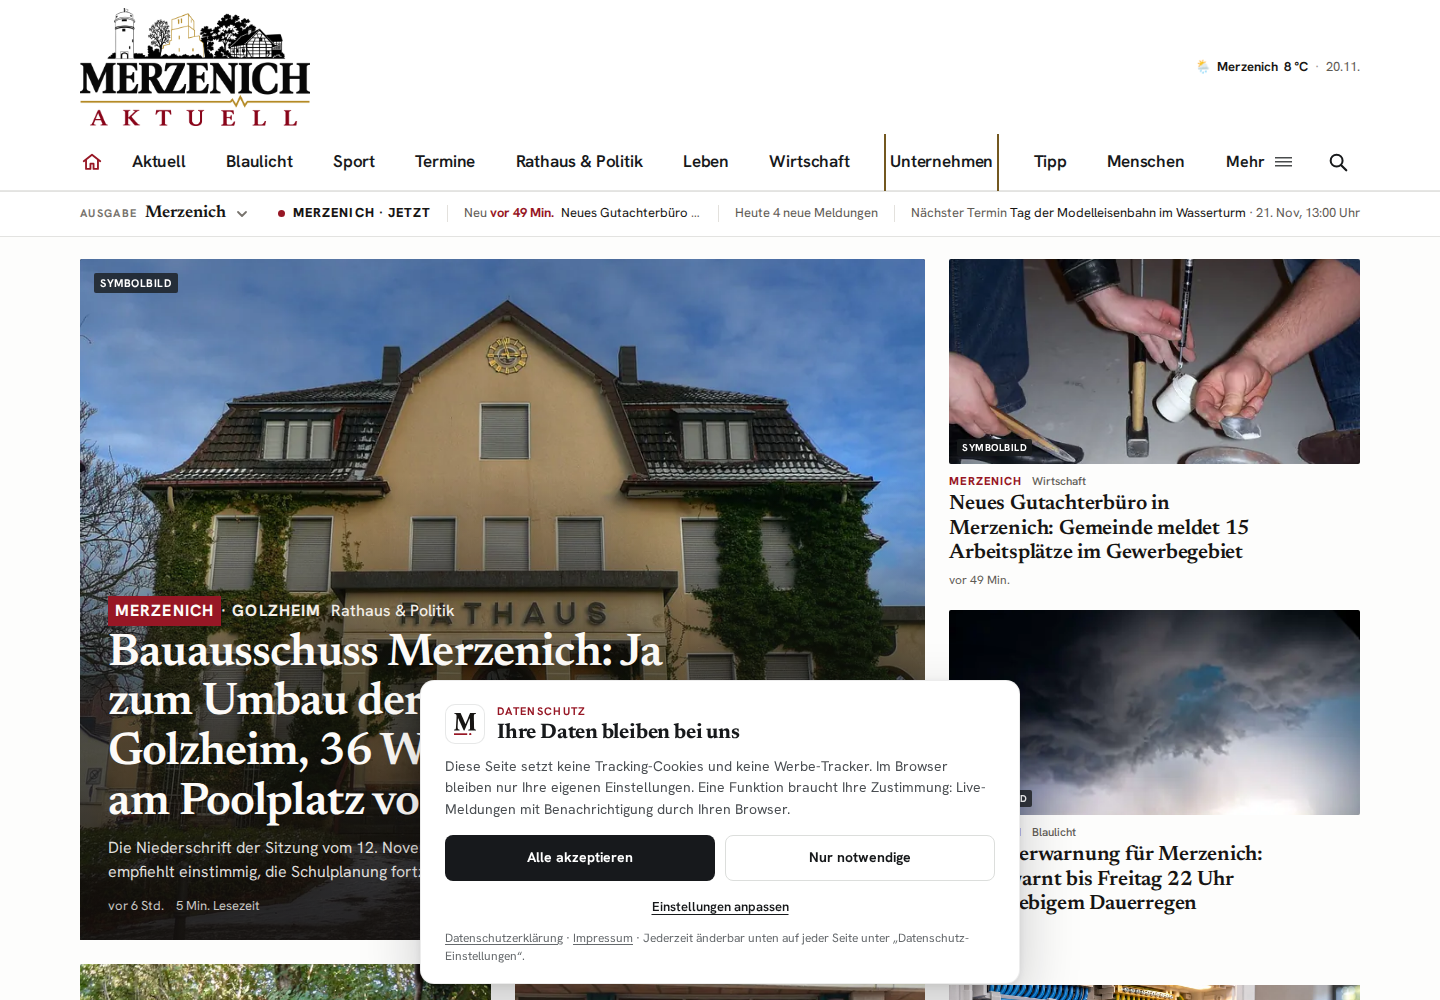 MERZENICH
AKTUELL
Merzenich 8 °C · 20.11.
Aktuell Blaulicht Sport Termine Rathaus & Politik Leben Wirtschaft Unternehmen Tipp Menschen Mehr
AUSGABE Merzenich
MERZENICH · JETZT
Neu vor 49 Min. Neues Gutachterbüro ...
Heute 4 neue Meldungen
Nächster Termin Tag der Modelleisenbahn im Wasserturm · 21. Nov, 13:00 Uhr
SYMBOLBILD
RATHAUS
MERZENICH · GOLZHEIM Rathaus & Politik
Bauausschuss Merzenich: Ja
zum Umbau der
Golzheim, 36 W
am Poolplatz vo
Die Niederschrift der Sitzung vom 12. Nove
empfiehlt einstimmig, die Schulplanung fort
vor 6 Std. 5 Min. Lesezeit
SYMBOLBILD
MERZENICH Wirtschaft
Neues Gutachterbüro in
Merzenich: Gemeinde meldet 15
Arbeitsplätze im Gewerbegebiet
vor 49 Min.
Blaulicht
erwarnung für Merzenich:
arnt bis Freitag 22 Uhr
ebigem Dauerregen
M
DATENSCHUTZ
Ihre Daten bleiben bei uns
Diese Seite setzt keine Tracking-Cookies und keine Werbe-Tracker. Im Browser
bleiben nur Ihre eigenen Einstellungen. Eine Funktion braucht Ihre Zustimmung: Live-
Meldungen mit Benachrichtigung durch Ihren Browser.
Alle akzeptieren
Nur notwendige
Einstellungen anpassen
Datenschutzerklärung · Impressum · Jederzeit änderbar unten auf jeder Seite unter „Datenschutz-
Einstellungen“.